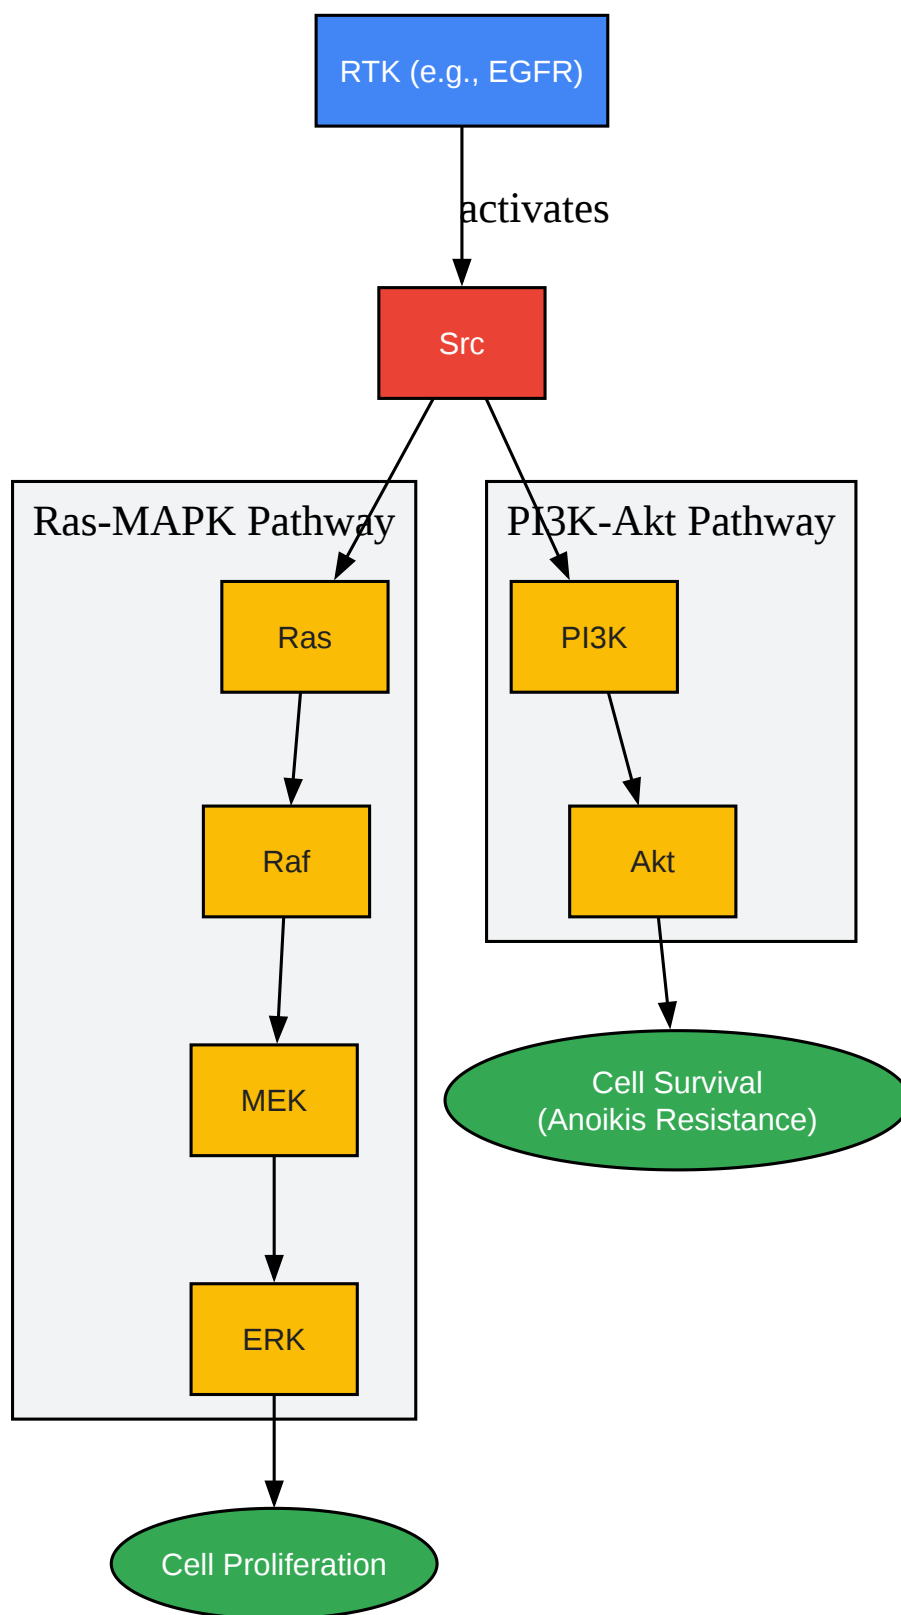 RTK (e.g., EGFR)
activates
Src
Ras-MAPK Pathway
PI3K-Akt Pathway
Ras
PI3K
Raf
Akt
MEK
Cell Survival
(Anoikis Resistance)
ERK
Cell Proliferation